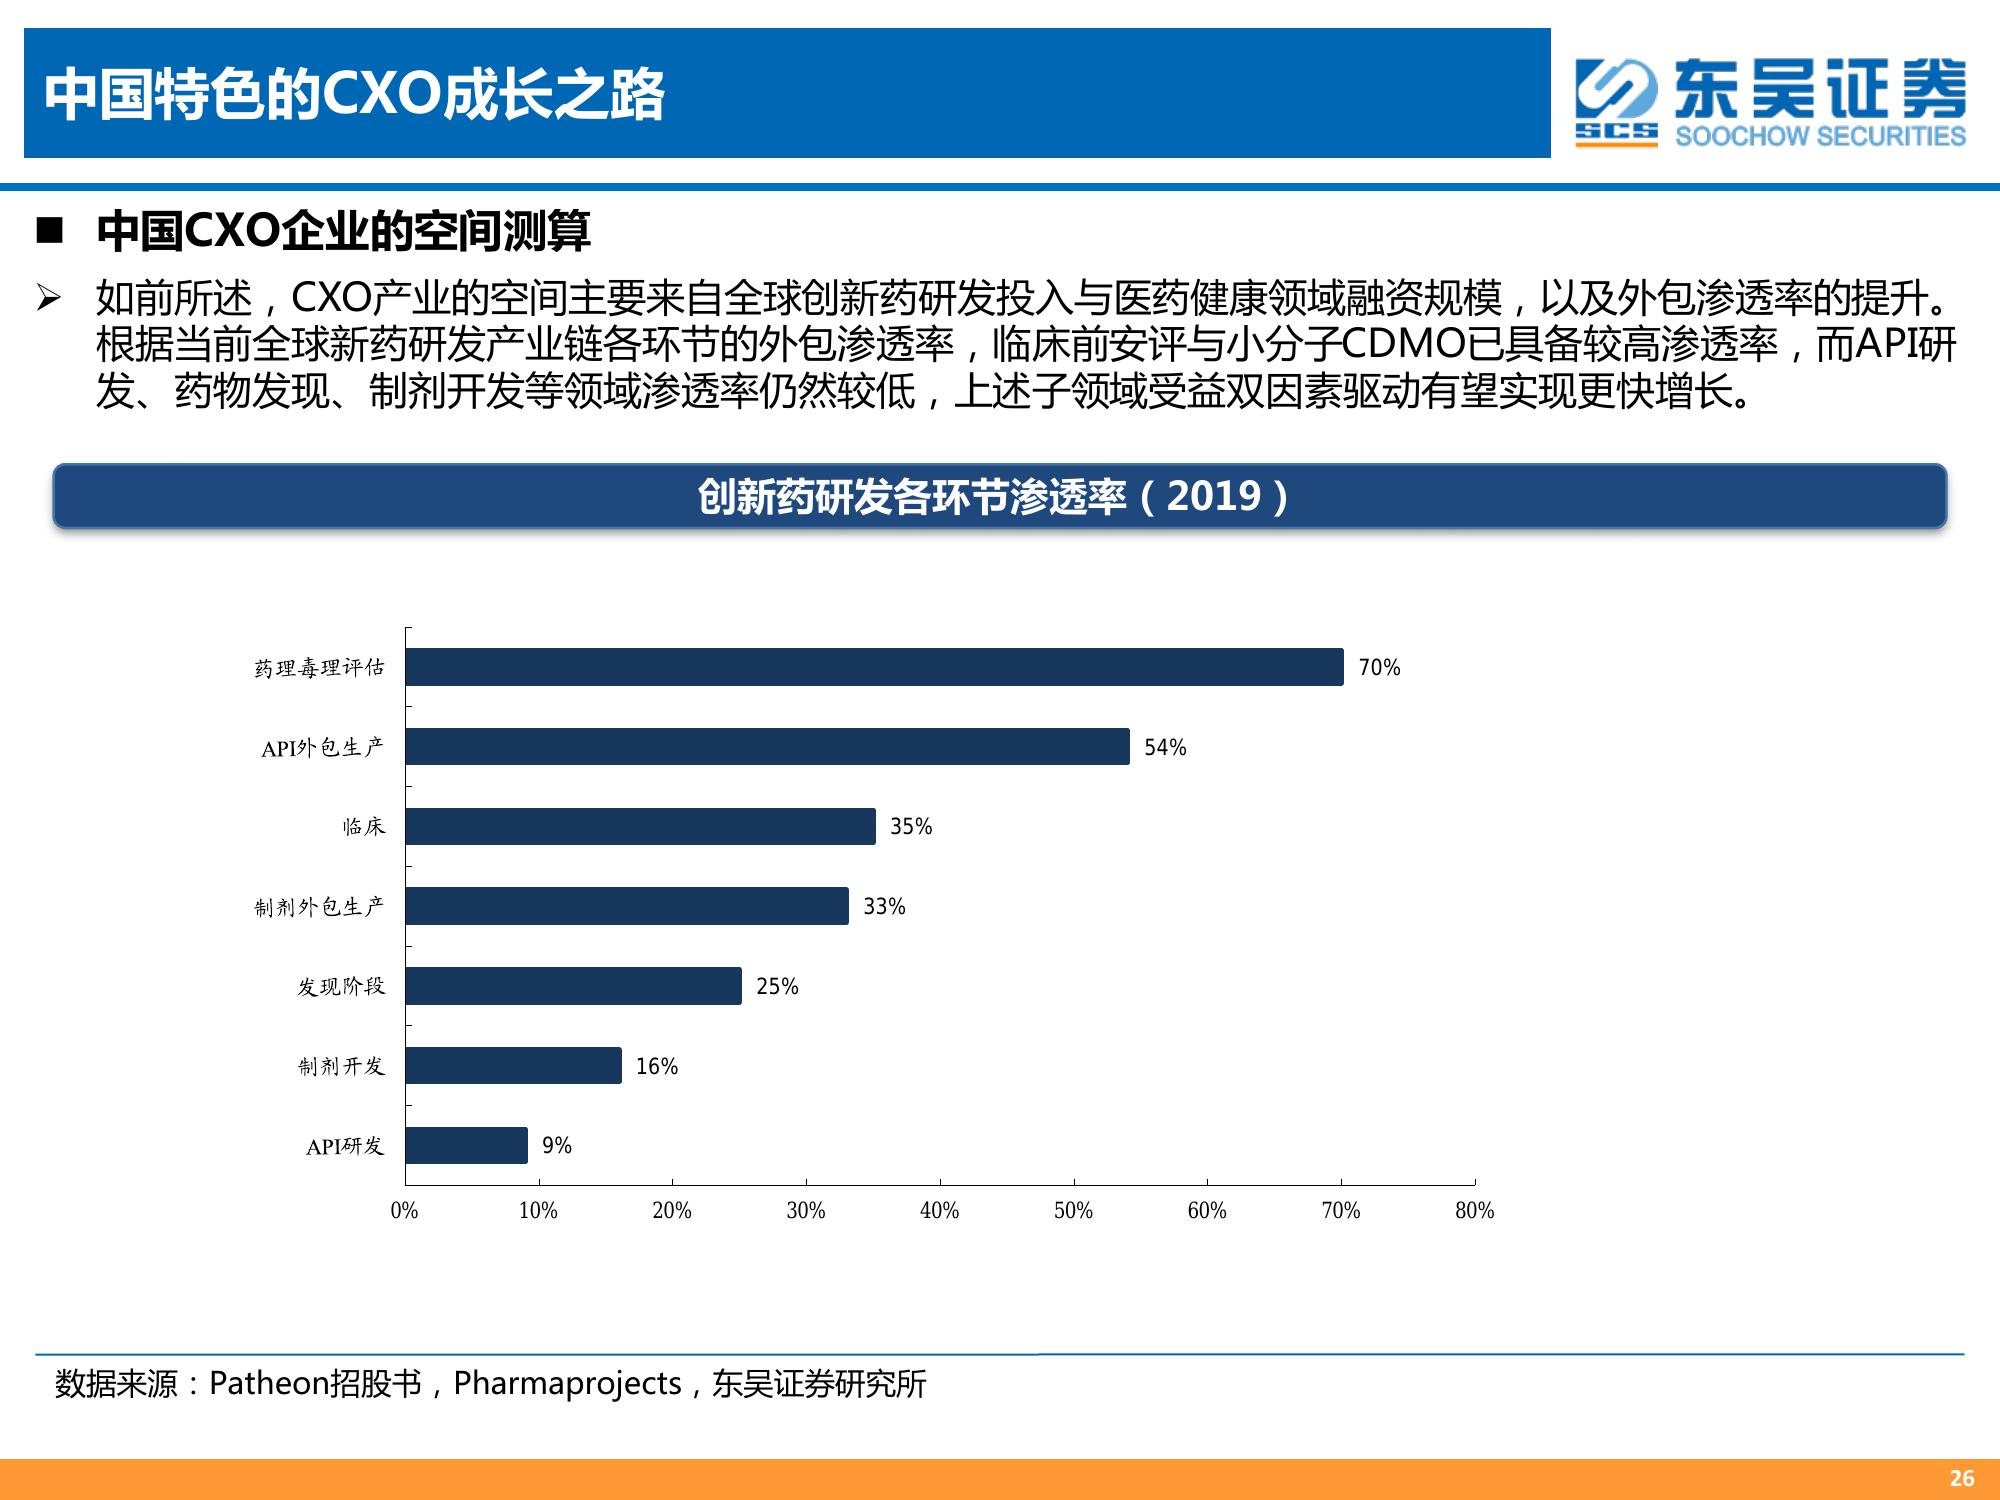 中国特色的CXO成长之路
东吴证券
SCS
SOOCHOW SECURITIES
■ 中国CXO企业的空间测算
➢ 如前所述，CXO产业的空间主要来自全球创新药研发投入与医药健康领域融资规模，以及外包渗透率的提升。
根据当前全球新药研发产业链各环节的外包渗透率，临床前安评与小分子CDMO已具备较高渗透率，而API研
发、药物发现、制剂开发等领域渗透率仍然较低，上述子领域受益双因素驱动有望实现更快增长。
创新药研发各环节渗透率（2019）
药理毒理评估 70%
API外包生产 54%
临床 35%
制剂外包生产 33%
发现阶段 25%
制剂开发 16%
API研发 9%
0% 10% 20% 30% 40% 50% 60% 70% 80%
数据来源：Patheon招股书，Pharmaprojects，东吴证券研究所
26